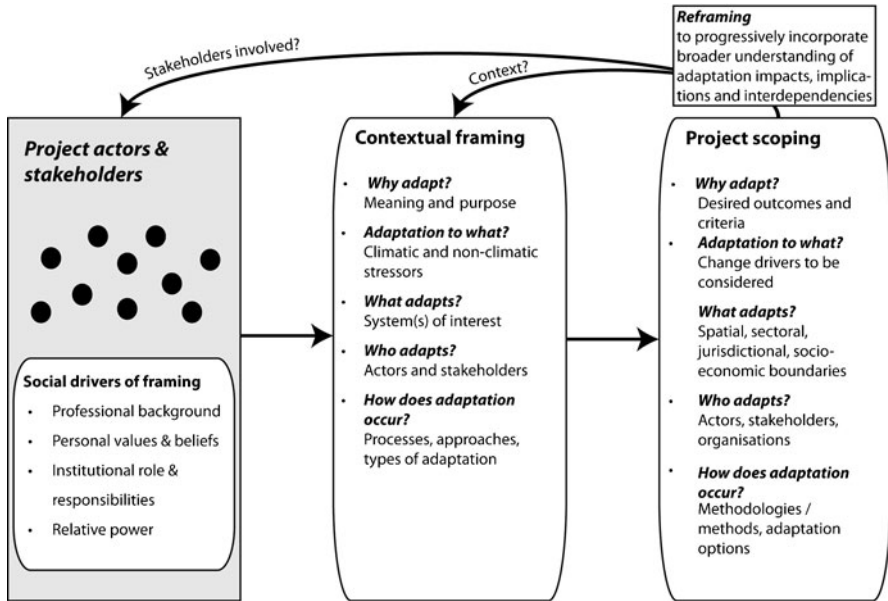 Reframing
to progressively incorporate
broader understanding of
adaptation impacts, implica-
tions and interdependencies
Stakeholders involved?
Context?
Project actors &
stakeholders
Social drivers of framing
• Professional background
• Personal values & beliefs
• Institutional role &
responsibilities
• Relative power
Contextual framing
• Why adapt?
Meaning and purpose
• Adaptation to what?
Climatic and non-climatic
stressors
• What adapts?
System(s) of interest
• Who adapts?
Actors and stakeholders
• How does adaptation
occur?
Processes, approaches,
types of adaptation
Project scoping
• Why adapt?
Desired outcomes and
criteria
• Adaptation to what?
Change drivers to be
considered
What adapts?
• Spatial, sectoral,
jurisdictional, socio-
economic boundaries
• Who adapts?
Actors, stakeholders,
organisations
• How does adaptation
occur?
Methodologies /
methods, adaptation
options